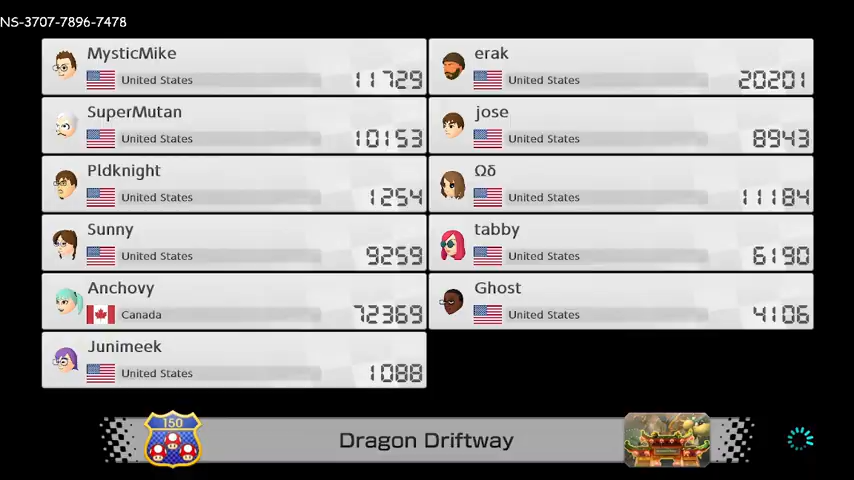 NS-3707-7896-7478
MysticMike
United States
11729
SuperMutan
United States
10153
Pldknight
United States
1254
Sunny
United States
9259
Anchovy
Canada
72369
Junimeek
United States
1088
erak
United States
20201
jose
United States
8943
Ωδ
United States
11184
tabby
United States
6190
Ghost
United States
4106
150
Dragon Driftway